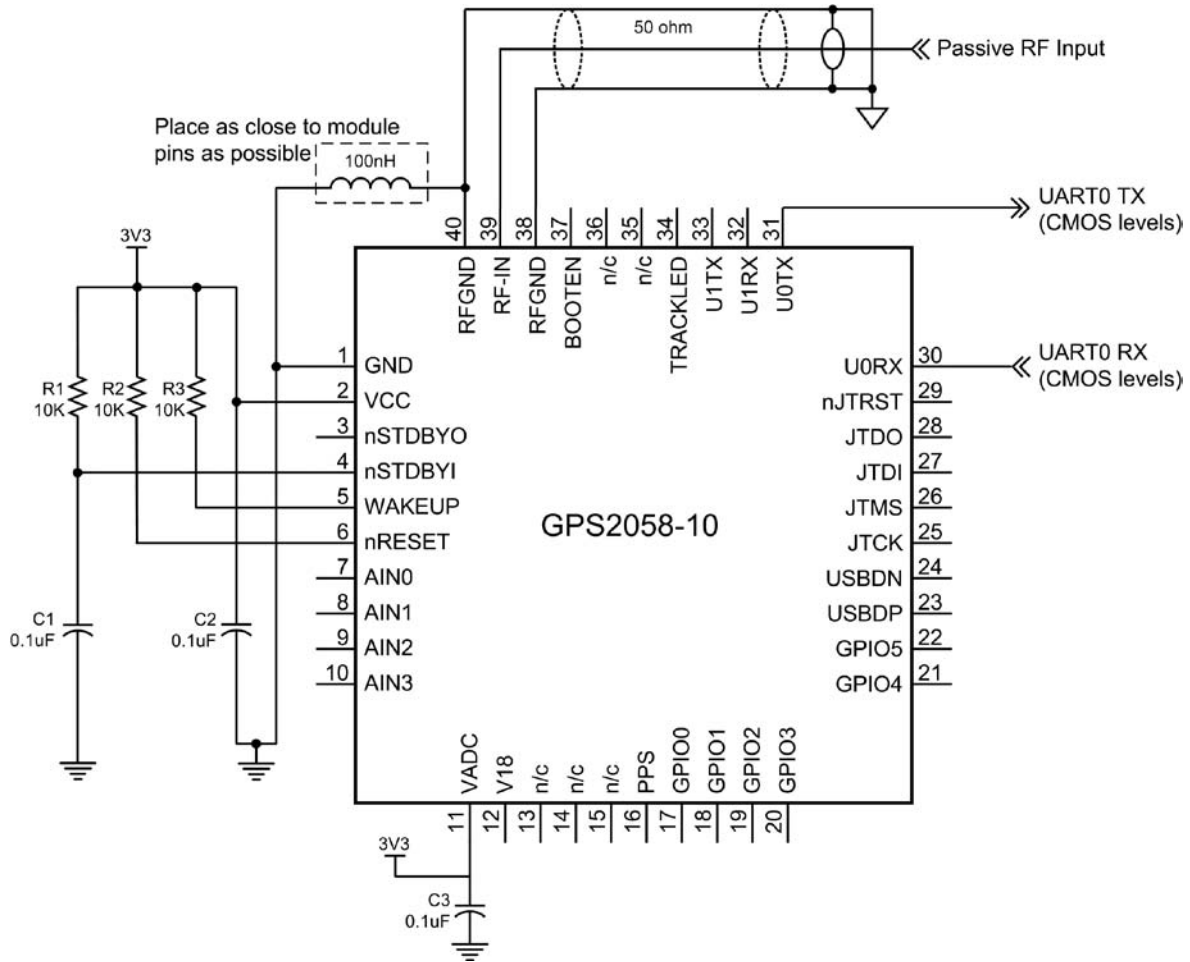 50 ohm
Passive RF Input
Place as close to module
pins as possible
100nH
UART0 TX
(CMOS levels)
40
39
38
37
36
35
34
33
32
31
RFGND
RF-IN
RFGND
BOOTEN
n/c
n/c
TRACKLED
U1TX
U1RX
U0TX
3V3
R1
10K
R2
10K
R3
10K
1 GND
2 VCC
3 nSTDBYO
4 nSTDBYI
5 WAKEUP
6 nRESET
7 AIN0
8 AIN1
9 AIN2
10 AIN3
GPS2058-10
U0RX 30
nJTRST 29
JTDO 28
JTDI 27
JTMS 26
JTCK 25
USBDN 24
USBDP 23
GPIO5 22
GPIO4 21
UART0 RX
(CMOS levels)
C1
0.1uF
C2
0.1uF
VADC
V18
n/c
n/c
n/c
PPS
GPIO0
GPIO1
GPIO2
GPIO3
11
12
13
14
15
16
17
18
19
20
3V3
C3
0.1uF